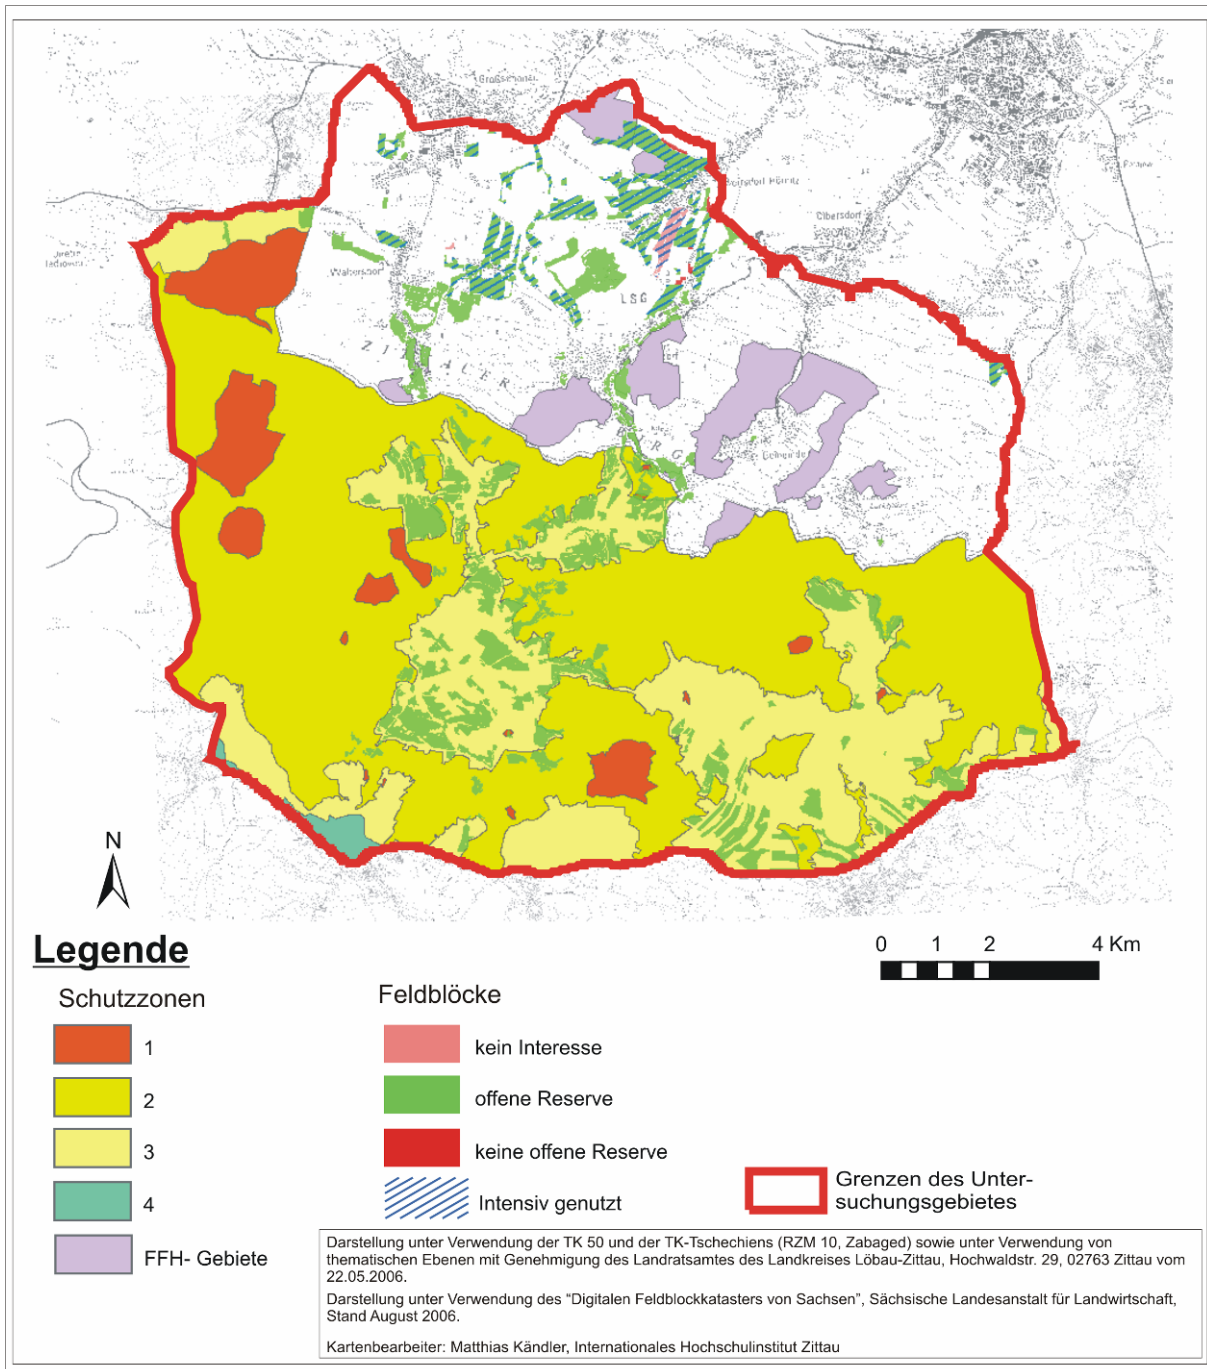 Großschönau
Waltersdorf
Olbersdorf
LSG
Z I T T AUER
N
0 1 2 4 Km
Legende
Schutzzonen
1
2
3
4
FFH- Gebiete
Feldblöcke
kein Interesse
offene Reserve
keine offene Reserve
Intensiv genutzt
Grenzen des Unter-
suchungsgebietes
Darstellung unter Verwendung der TK 50 und der TK-Tschechiens (RZM 10, Zabaged) sowie unter Verwendung von
thematischen Ebenen mit Genehmigung des Landratsamtes des Landkreises Löbau-Zittau, Hochwaldstr. 29, 02763 Zittau vom
22.05.2006.
Darstellung unter Verwendung des “Digitalen Feldblockkatasters von Sachsen”, Sächsische Landesanstalt für Landwirtschaft,
Stand August 2006.
Kartenbearbeiter: Matthias Kändler, Internationales Hochschulinstitut Zittau